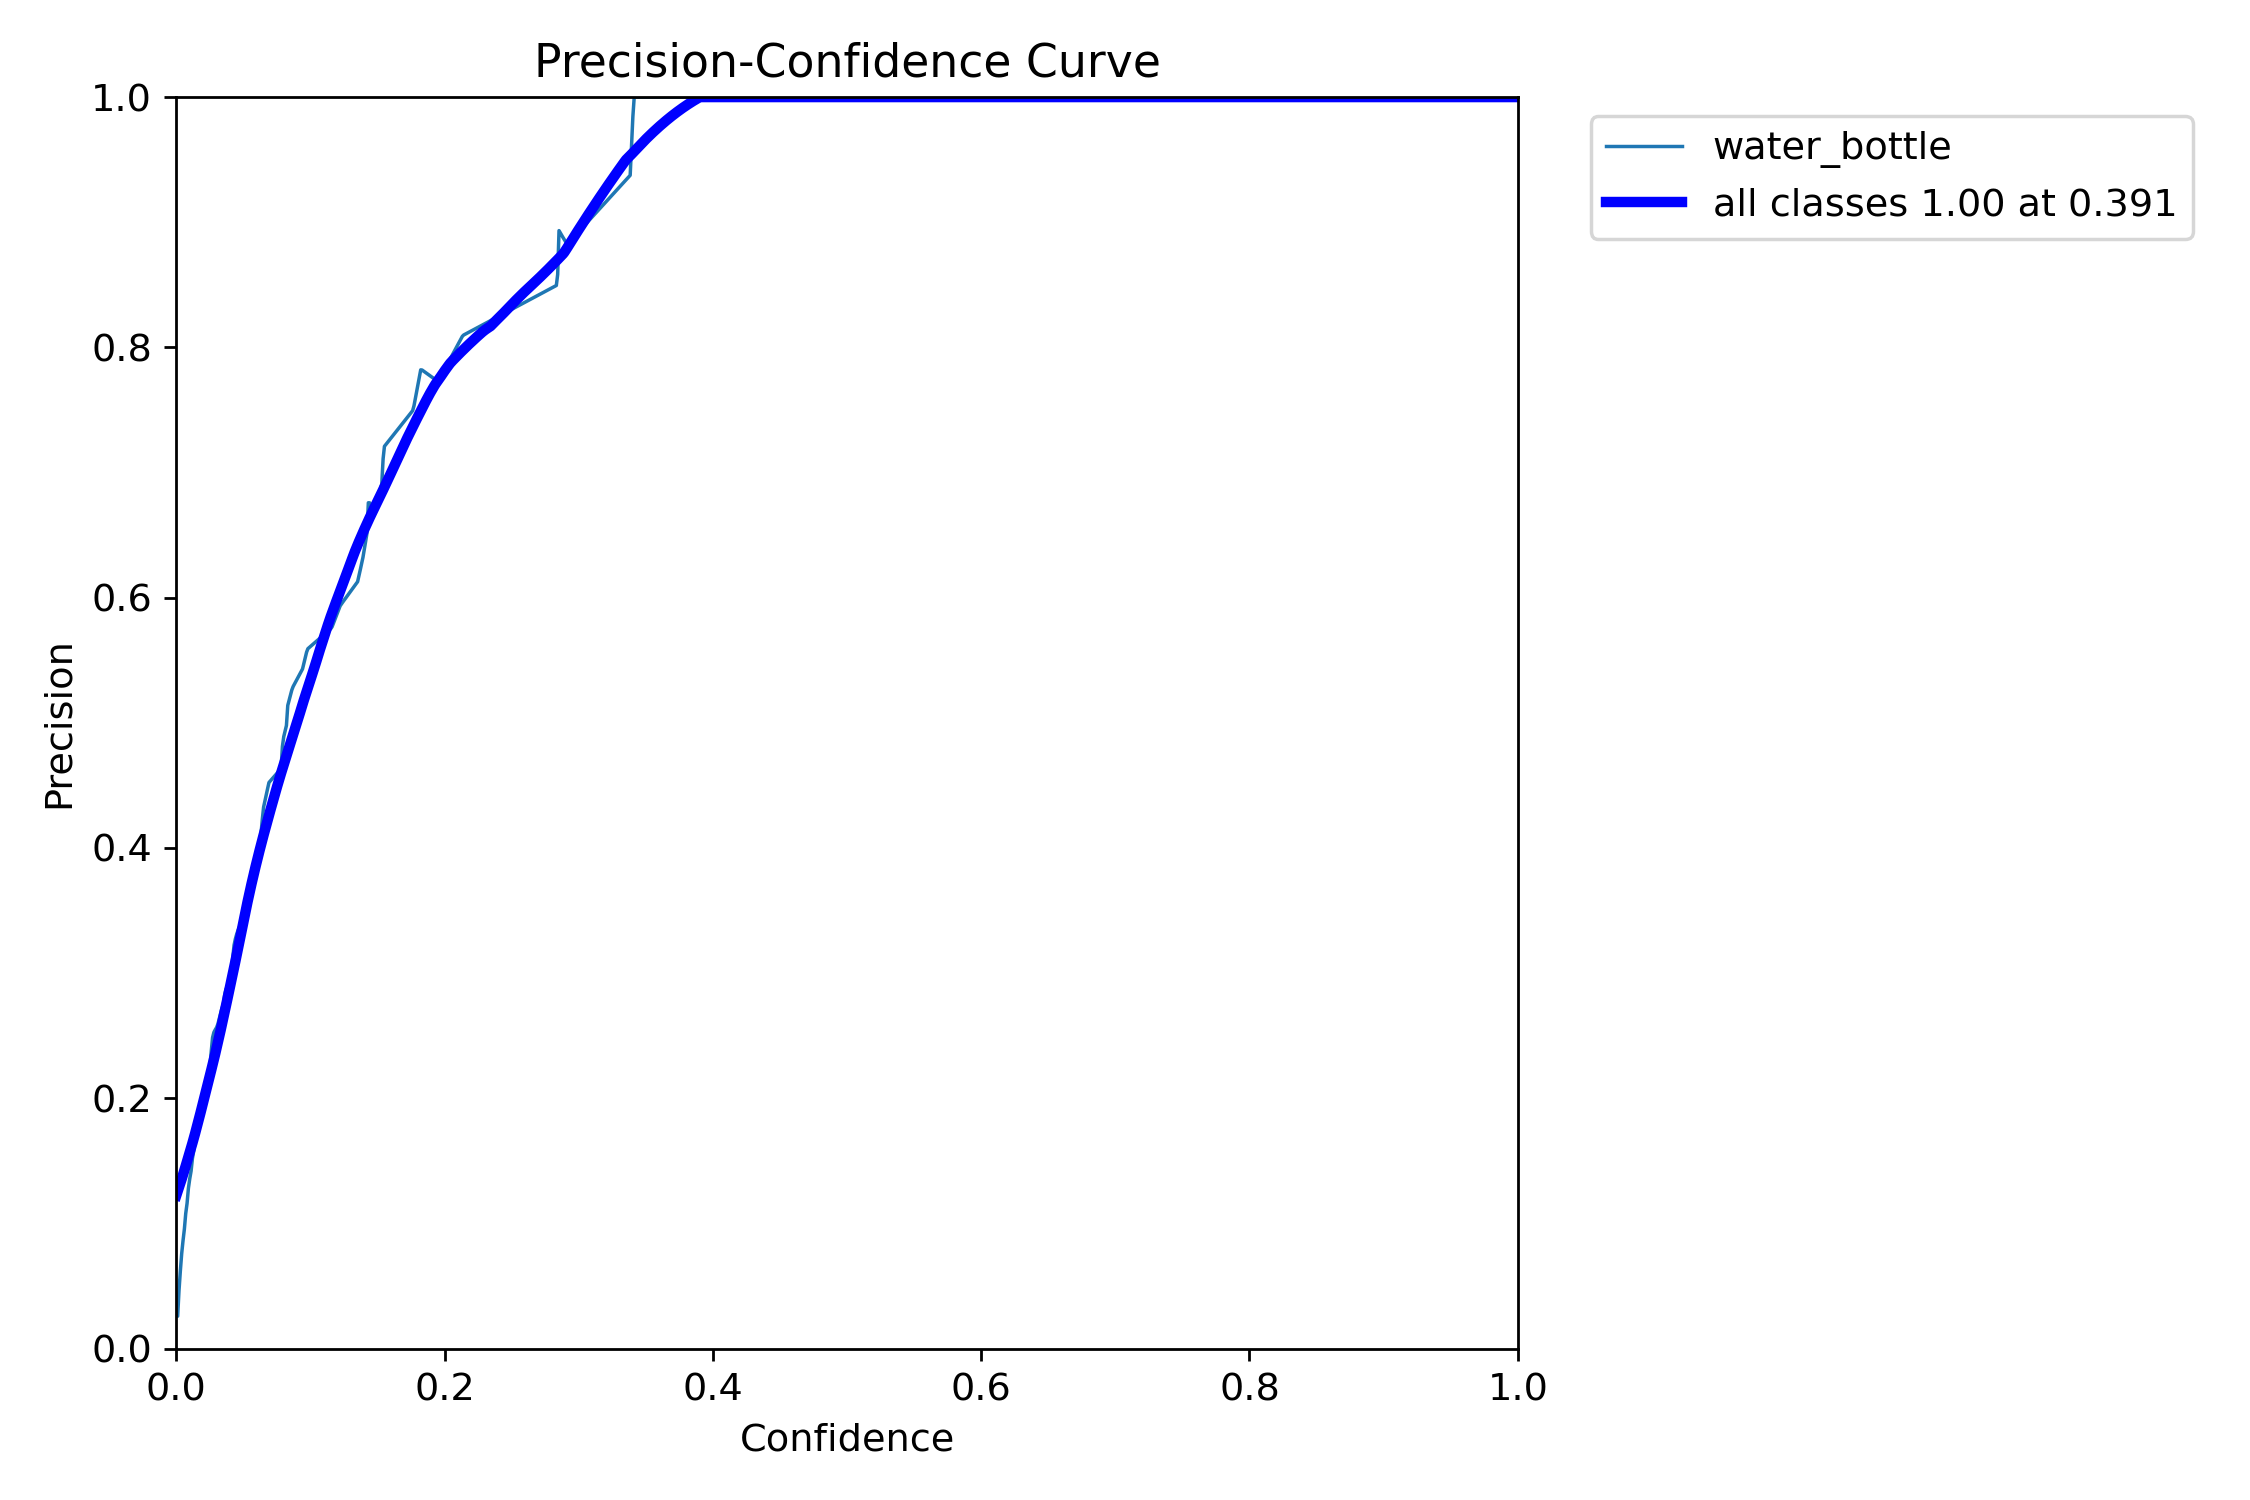 Precision-Confidence Curve
1.0
0.8
0.6
0.4
0.2
0.0
Precision
0.0 0.2 0.4 0.6 0.8 1.0
Confidence
water_bottle
all classes 1.00 at 0.391